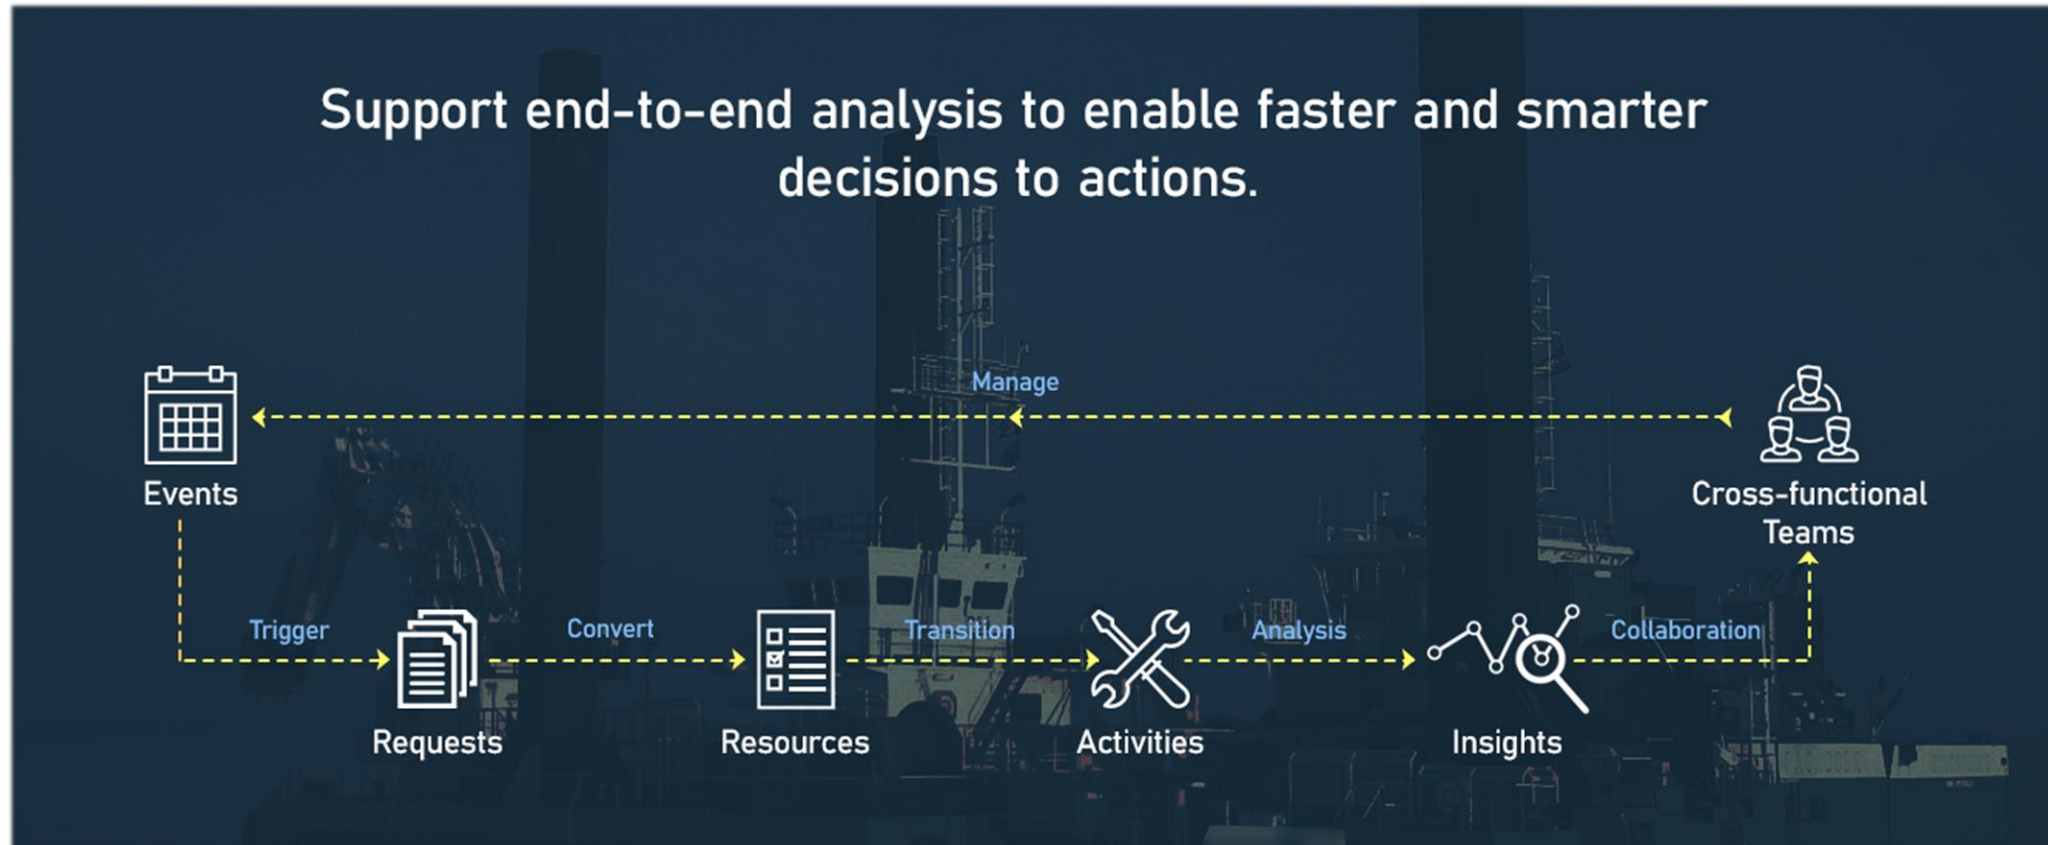 Support end-to-end analysis to enable faster and smarter
decisions to actions.
Manage
Events
Cross-functional
Teams
Trigger
Convert
Transition
Analysis
Collaboration
Requests
Resources
Activities
Insights